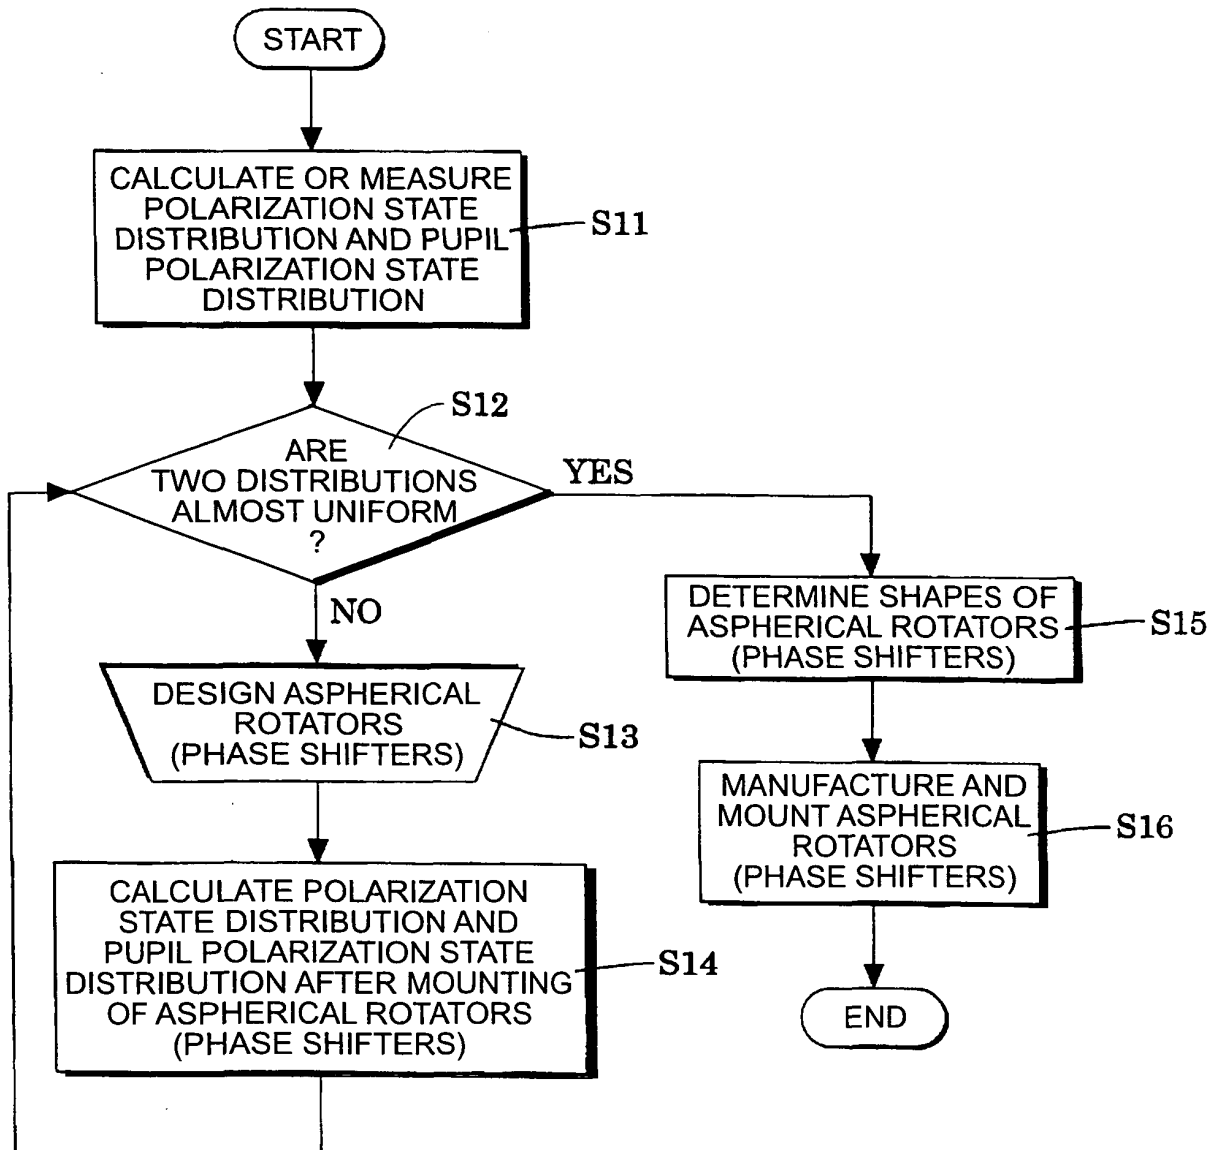 START
CALCULATE OR MEASURE
POLARIZATION STATE
DISTRIBUTION AND PUPIL
POLARIZATION STATE
DISTRIBUTION
S11
S12
ARE
TWO DISTRIBUTIONS
ALMOST UNIFORM
?
YES
NO
DESIGN ASPHERICAL
ROTATORS
(PHASE SHIFTERS)
S13
CALCULATE POLARIZATION
STATE DISTRIBUTION AND
PUPIL POLARIZATION STATE
DISTRIBUTION AFTER MOUNTING
OF ASPHERICAL ROTATORS
(PHASE SHIFTERS)
S14
DETERMINE SHAPES OF
ASPHERICAL ROTATORS
(PHASE SHIFTERS)
S15
MANUFACTURE AND
MOUNT ASPHERICAL
ROTATORS
(PHASE SHIFTERS)
S16
END